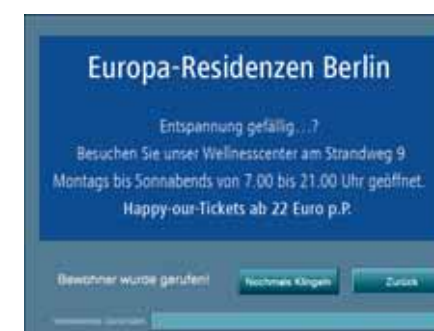 Europa-Residenzen Berlin
Entspannung gefällig...?
Besuchen Sie unser Wellnesscenter am Strandweg 9
Montags bis Sonnabends von 7.00 bis 21.00 Uhr geöffnet.
Happy-our-Tickets ab 22 Euro p.P.
Bewohner wurde gerufen! Nochmals Klingeln Zurück